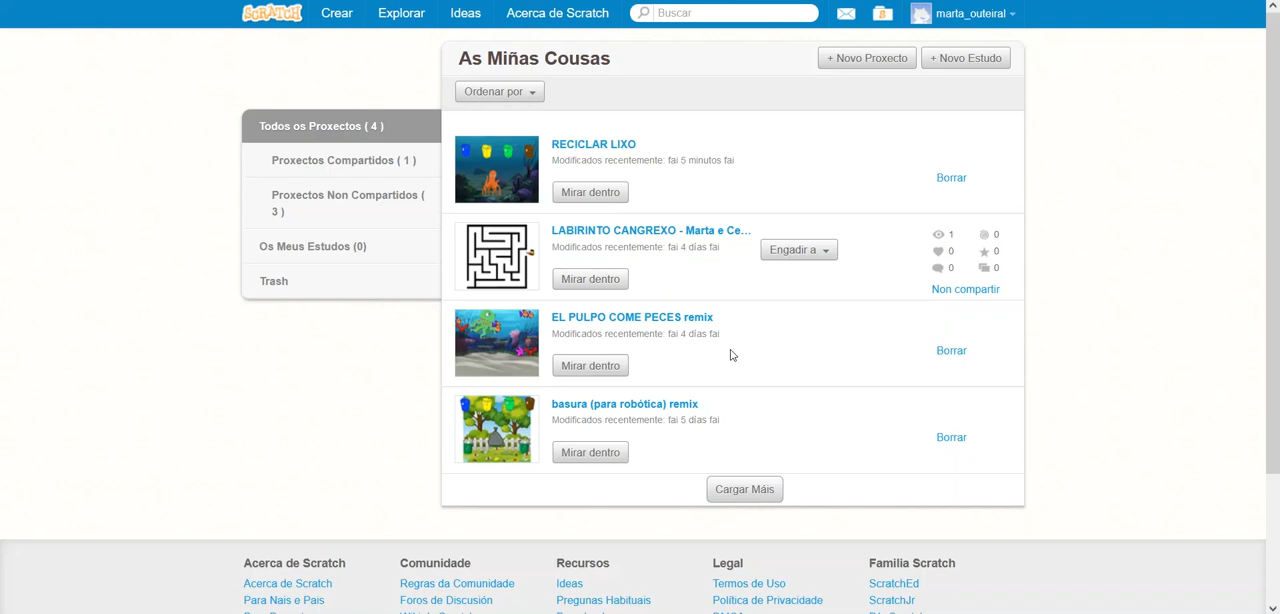 SCRATCH Crear Explorar Ideas Acerca de Scratch Buscar marta_outeiral
As Miñas Cousas + Novo Proxecto + Novo Estudo
Ordenar por
Todos os Proxectos ( 4 )
Proxectos Compartidos ( 1 )
Proxectos Non Compartidos (
3 )
Os Meus Estudos (0)
Trash
RECICLAR LIXO
Modificados recentemente: fai 5 minutos fai
Mirar dentro
Borrar
LABIRINTO CANGREXO - Marta e Ce...
Modificados recentemente: fai 4 días fai
Mirar dentro
Engadir a
1 0
0 0
0 0
Non compartir
EL PULPO COME PECES remix
Modificados recentemente: fai 4 días fai
Mirar dentro
Borrar
basura (para robótica) remix
Modificados recentemente: fai 5 días fai
Mirar dentro
Borrar
Cargar Máis
Acerca de Scratch Comunidade Recursos Legal Familia Scratch
Acerca de Scratch Regras da Comunidade Ideas Termos de Uso ScratchEd
Para Nais e Pais Foros de Discusión Pregunas Habituais Política de Privacidade ScratchJr